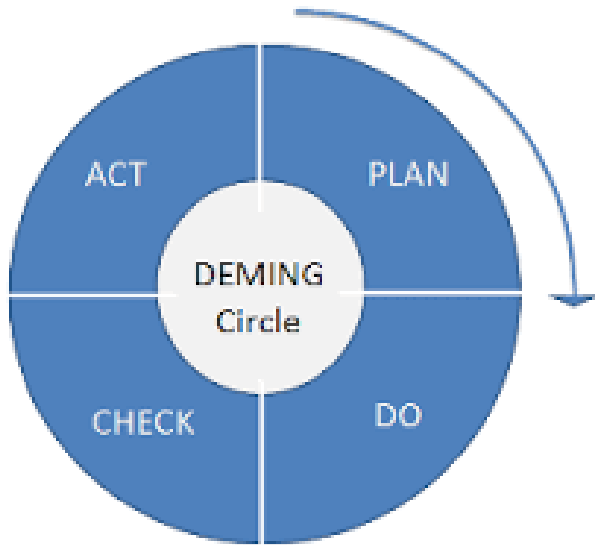 ACT
PLAN
DEMING
Circle
CHECK
DO